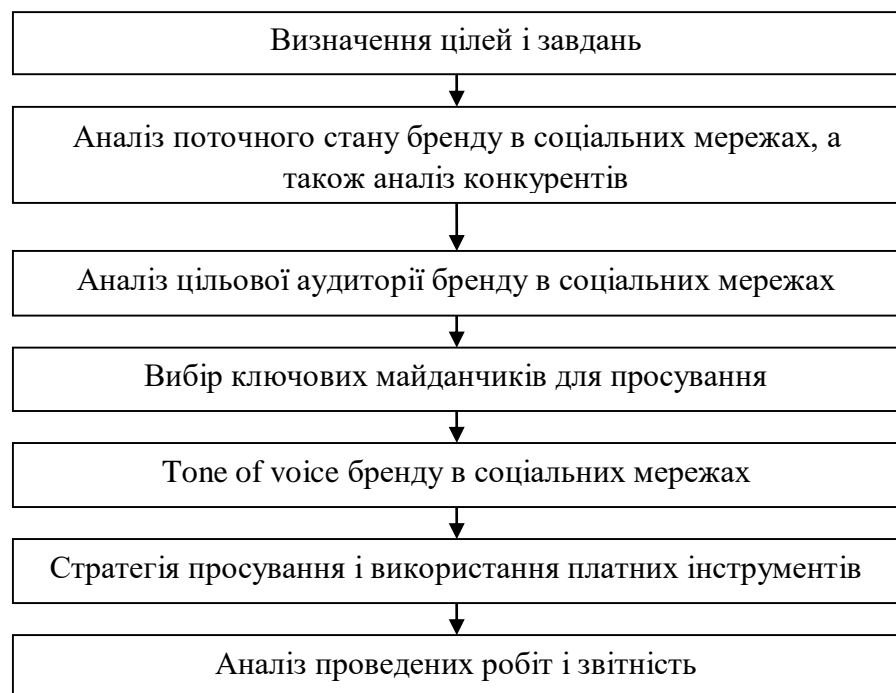 Визначення цілей і завдань
Аналіз поточного стану бренду в соціальних мережах, а
також аналіз конкурентів
Аналіз цільової аудиторії бренду в соціальних мережах
Вибір ключових майданчиків для просування
Tone of voice бренду в соціальних мережах
Стратегія просування і використання платних інструментів
Аналіз проведених робіт і звітність